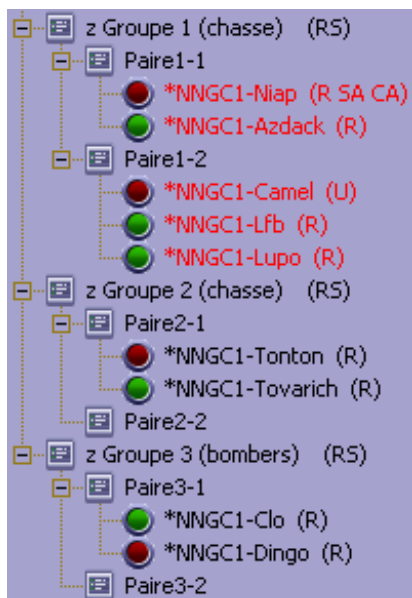 z Groupe 1 (chasse) (RS)
Paire1-1
*NNGC1-Niap (R SA CA)
*NNGC1-Azdack (R)
Paire1-2
*NNGC1-Camel (U)
*NNGC1-Lfb (R)
*NNGC1-Lupo (R)
z Groupe 2 (chasse) (RS)
Paire2-1
*NNGC1-Tonton (R)
*NNGC1-Tovarich (R)
Paire2-2
z Groupe 3 (bombers) (RS)
Paire3-1
*NNGC1-Clo (R)
*NNGC1-Dingo (R)
Paire3-2